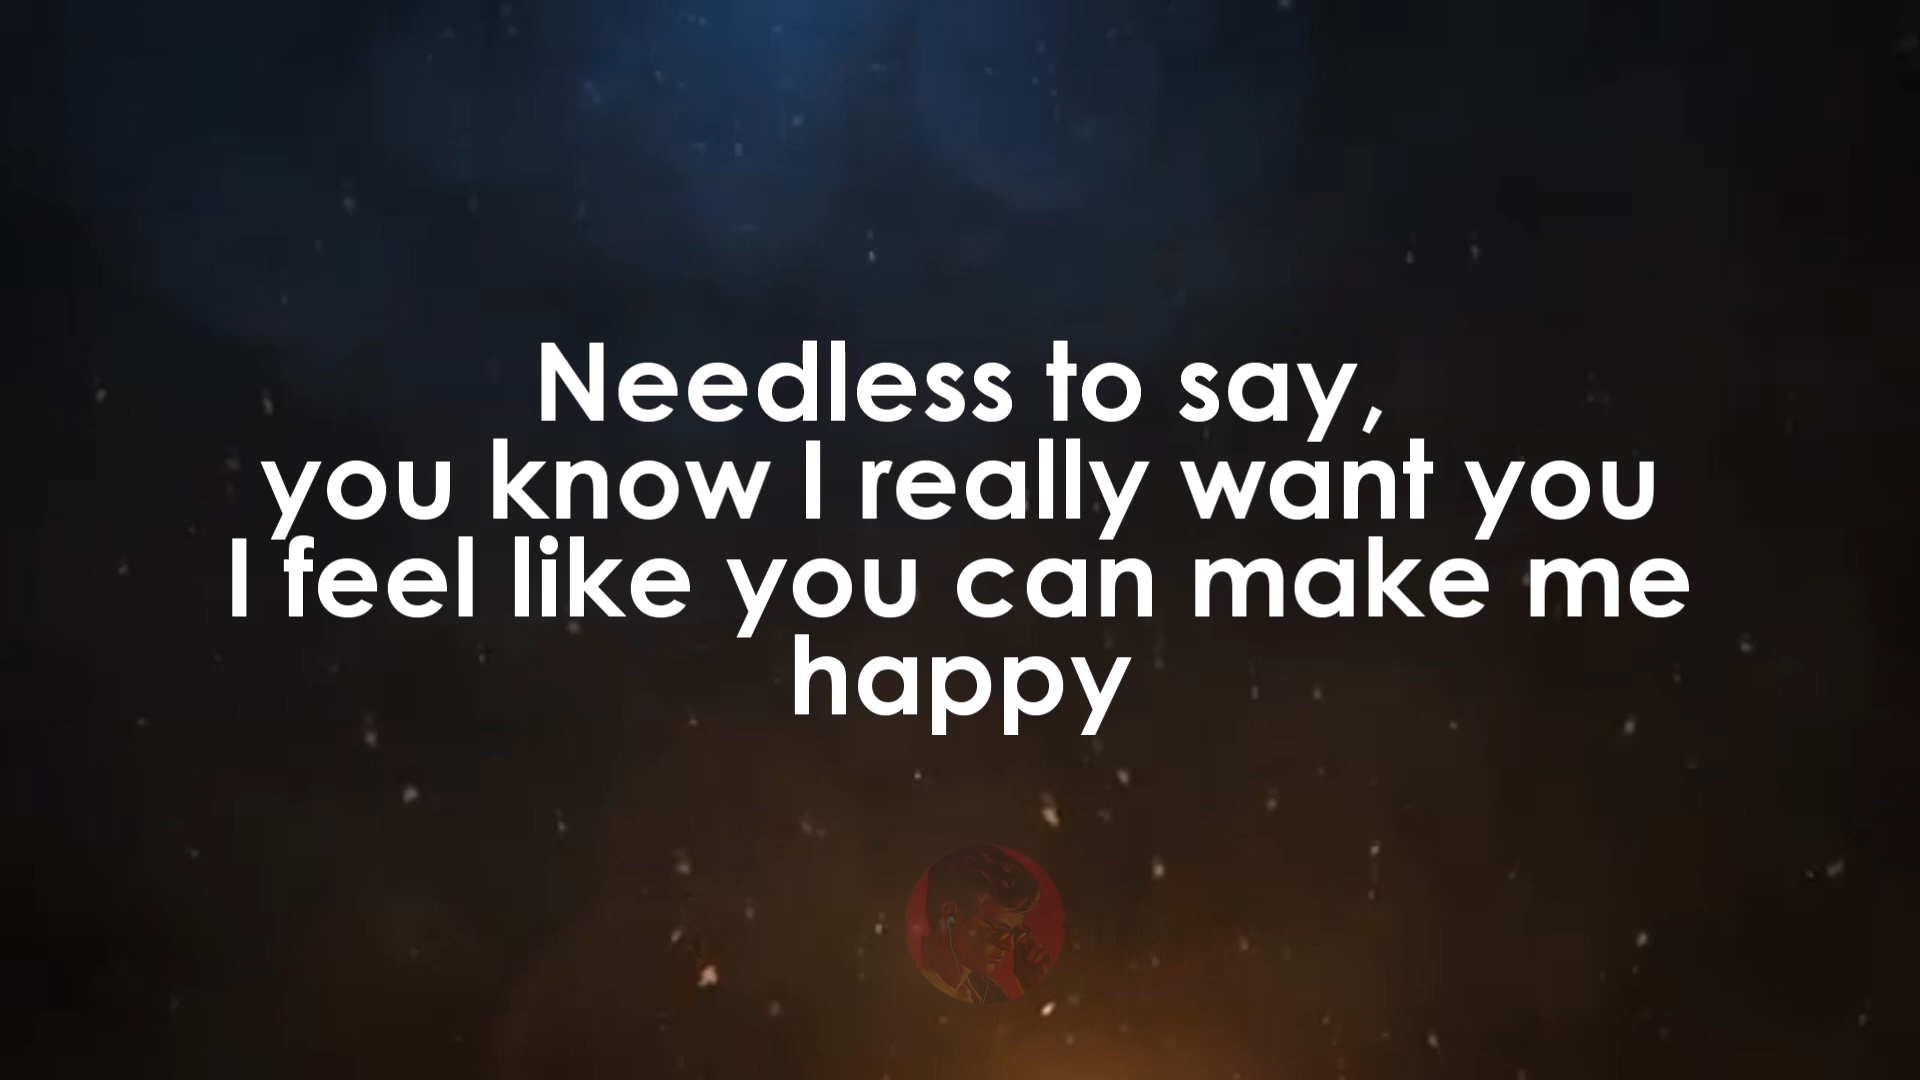 Needless to say,
you know I really want you
I feel like you can make me
happy